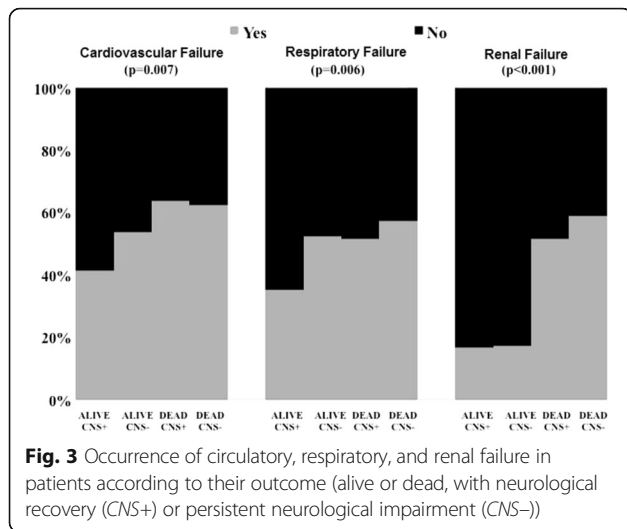 Yes No
Cardiovascular Failure Respiratory Failure Renal Failure
(p=0.007) (p=0.006) (p<0.001)
100%
80%
60%
40%
20%
0%
ALIVE ALIVE DEAD DEAD ALIVE ALIVE DEAD DEAD ALIVE ALIVE DEAD DEAD
CNS+ CNS- CNS+ CNS- CNS+ CNS- CNS+ CNS- CNS+ CNS- CNS+ CNS-
Fig. 3 Occurrence of circulatory, respiratory, and renal failure in
patients according to their outcome (alive or dead, with neurological
recovery (CNS+) or persistent neurological impairment (CNS–))